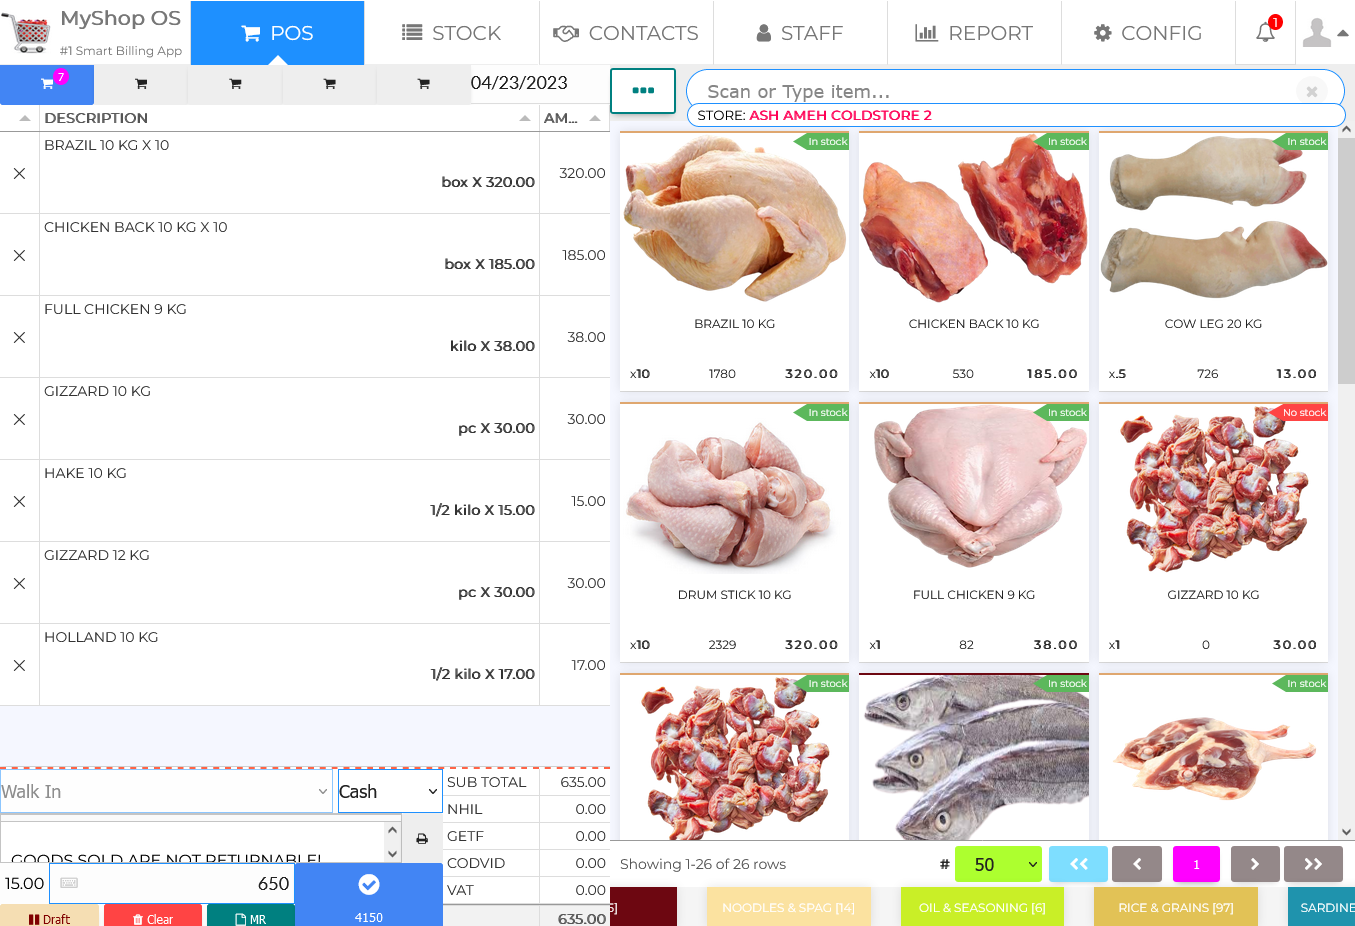 MyShop OS
#1 Smart Billing App
POS
STOCK
CONTACTS
STAFF
REPORT
CONFIG
1
7
04/23/2023
Scan or Type item...
STORE: ASH AMEH COLDSTORE 2
DESCRIPTION
AM...
BRAZIL 10 KG X 10
box X 320.00
320.00
CHICKEN BACK 10 KG X 10
box X 185.00
185.00
FULL CHICKEN 9 KG
kilo X 38.00
38.00
GIZZARD 10 KG
pc X 30.00
30.00
HAKE 10 KG
1/2 kilo X 15.00
15.00
GIZZARD 12 KG
pc X 30.00
30.00
HOLLAND 10 KG
1/2 kilo X 17.00
17.00
Walk In
Cash
GOODS SOLD ARE NOT RETURNABLE!
15.00
650
4150
Draft
Clear
MR
SUB TOTAL 635.00
NHIL 0.00
GETF 0.00
CODVID 0.00
VAT 0.00
635.00
In stock
BRAZIL 10 KG
x10 1780 320.00
In stock
CHICKEN BACK 10 KG
x10 530 185.00
In stock
COW LEG 20 KG
x.5 726 13.00
In stock
DRUM STICK 10 KG
x10 2329 320.00
In stock
FULL CHICKEN 9 KG
x1 82 38.00
No stock
GIZZARD 10 KG
x1 0 30.00
In stock
In stock
In stock
Showing 1-26 of 26 rows
# 50
1
5]
NOODLES & SPAG [14]
OIL & SEASONING [6]
RICE & GRAINS [97]
SARDINE